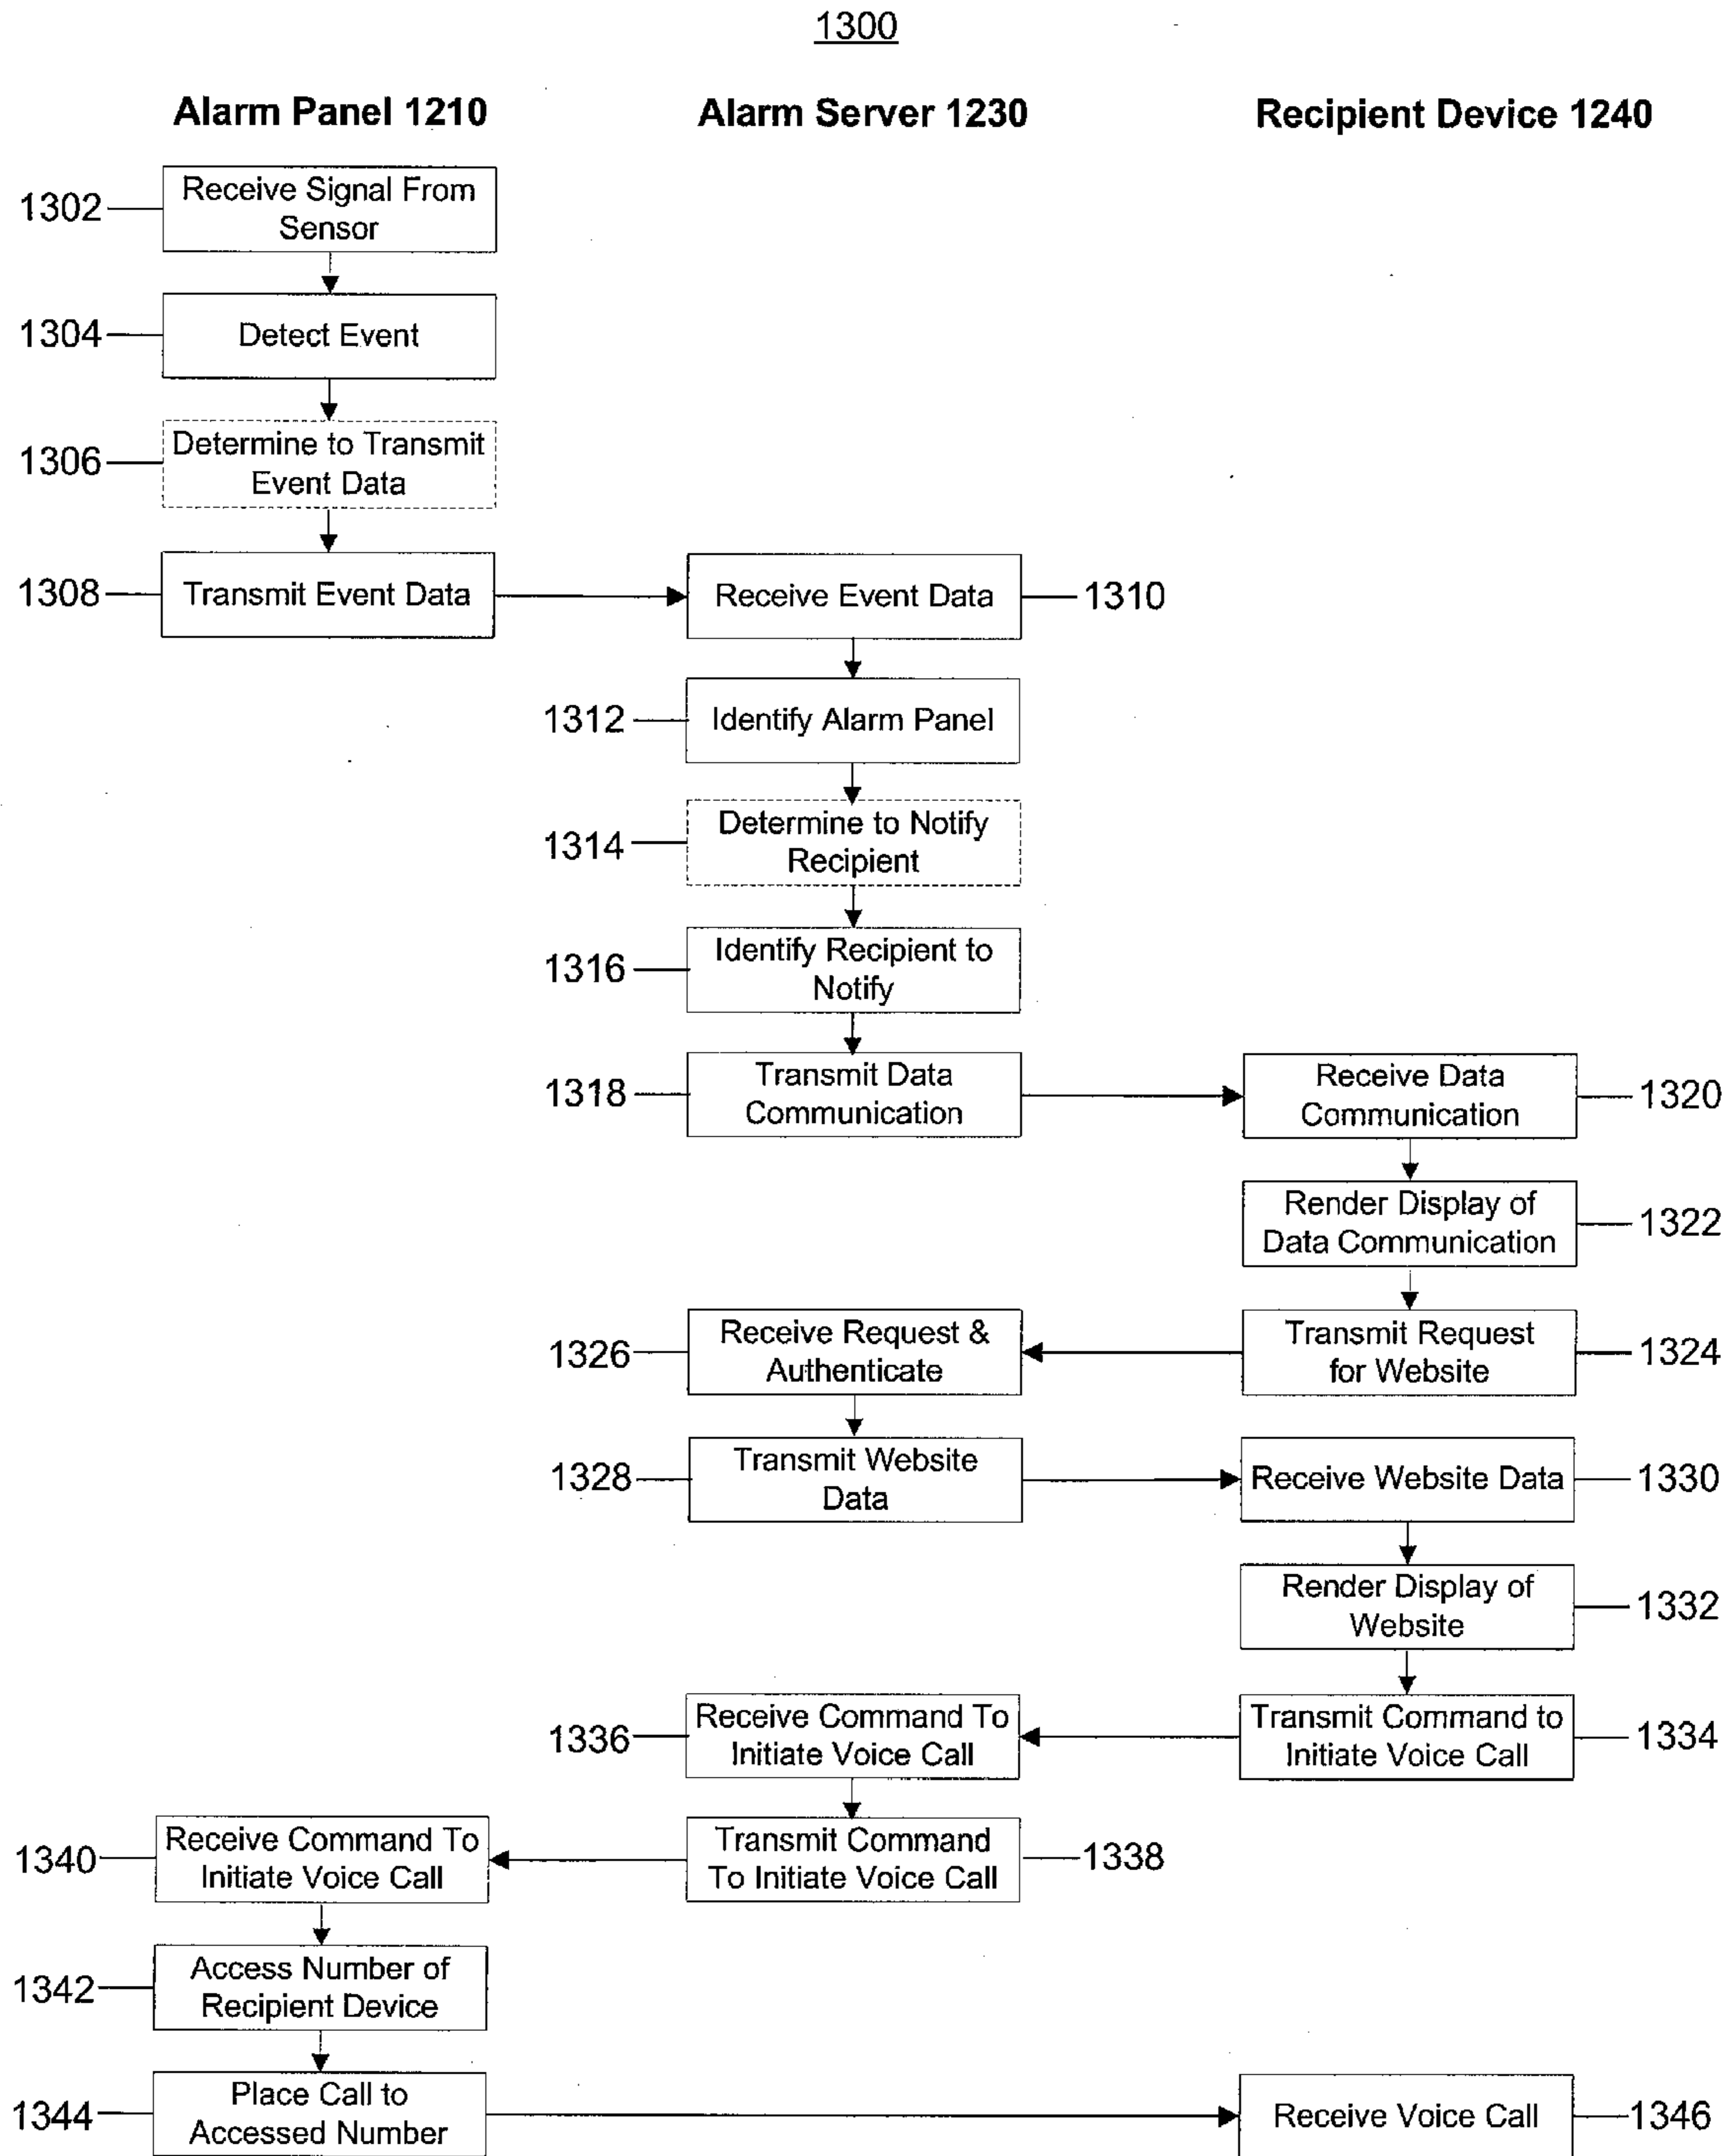 1300
Alarm Panel 1210
Alarm Server 1230
Recipient Device 1240
1302
Receive Signal From
Sensor
1304
Detect Event
1306
Determine to Transmit
Event Data
1308
Transmit Event Data
Receive Event Data
1310
1312
Identify Alarm Panel
1314
Determine to Notify
Recipient
1316
Identify Recipient to
Notify
1318
Transmit Data
Communication
Receive Data
Communication
1320
Render Display of
Data Communication
1322
1326
Receive Request &
Authenticate
Transmit Request
for Website
1324
1328
Transmit Website
Data
Receive Website Data
1330
Render Display of
Website
1332
1336
Receive Command To
Initiate Voice Call
Transmit Command to
Initiate Voice Call
1334
1340
Receive Command To
Initiate Voice Call
Transmit Command
To Initiate Voice Call
1338
1342
Access Number of
Recipient Device
1344
Place Call to
Accessed Number
Receive Voice Call
1346